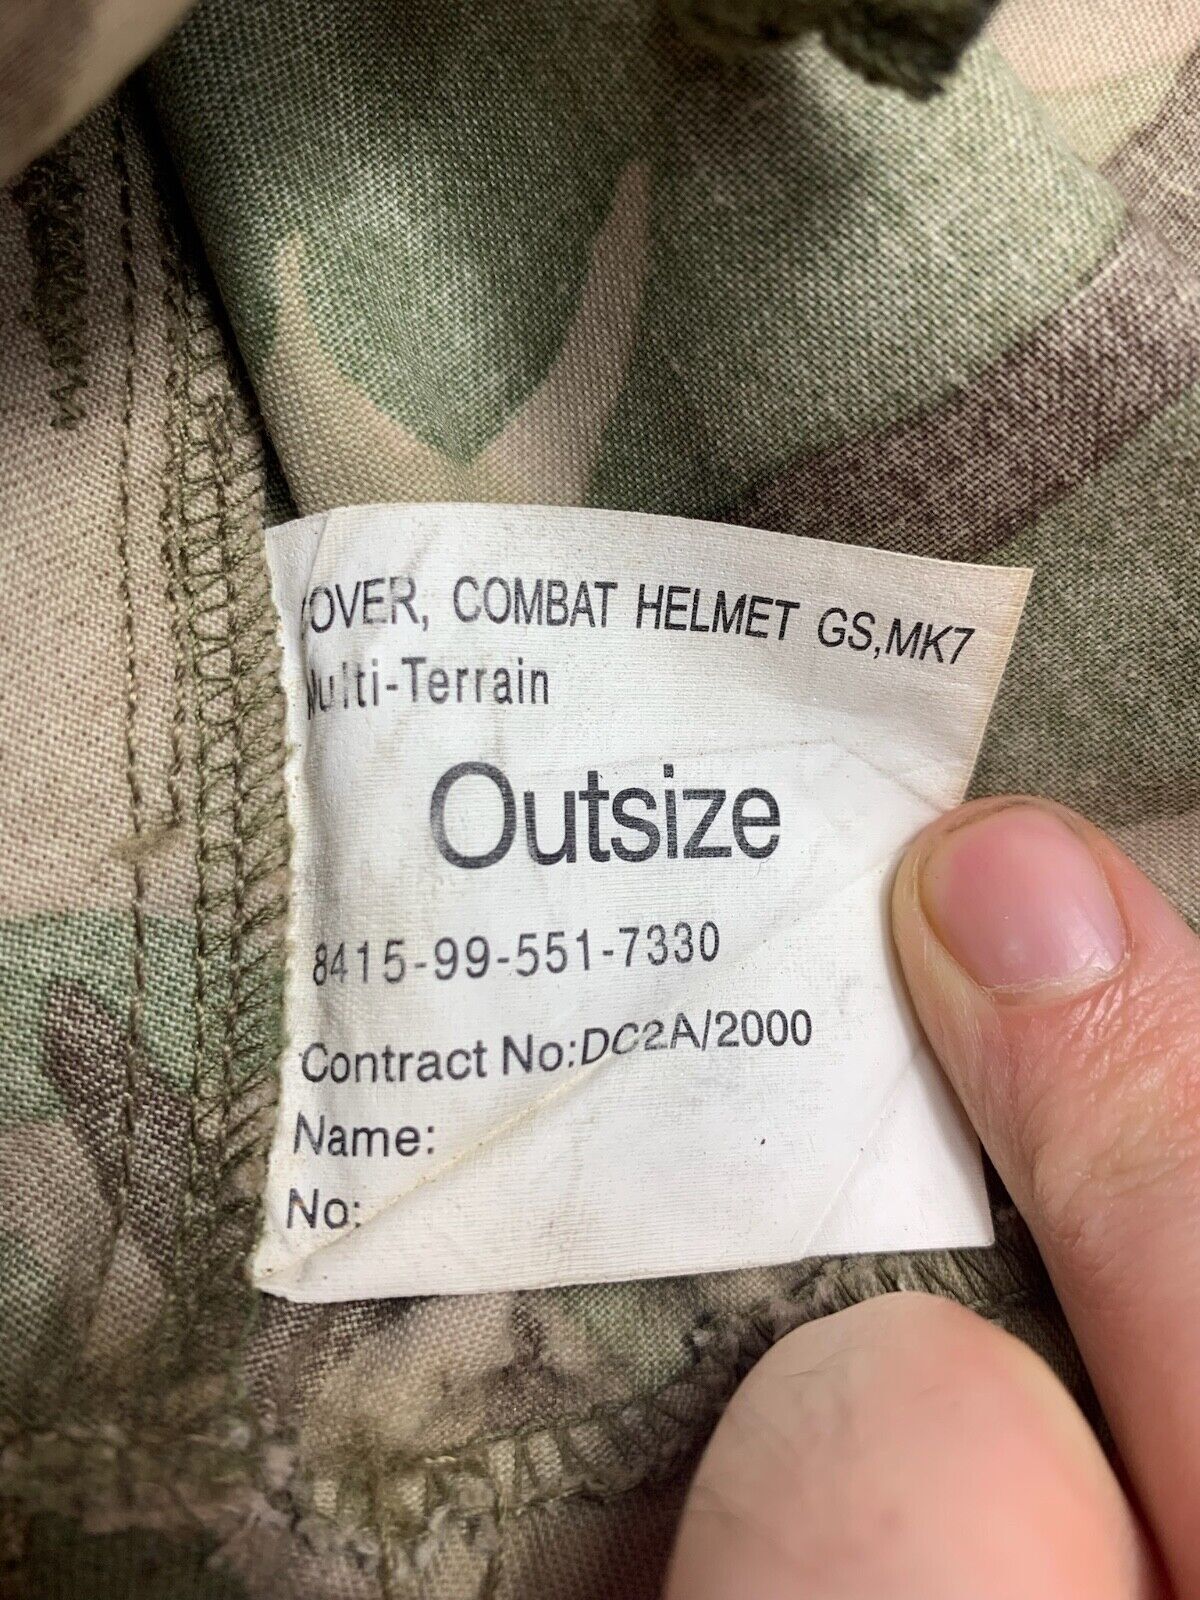 COVER, COMBAT HELMET GS,MK7
Multi-Terrain
Outsize
8415-99-551-7330
Contract No:DC2A/2000
Name:
No: